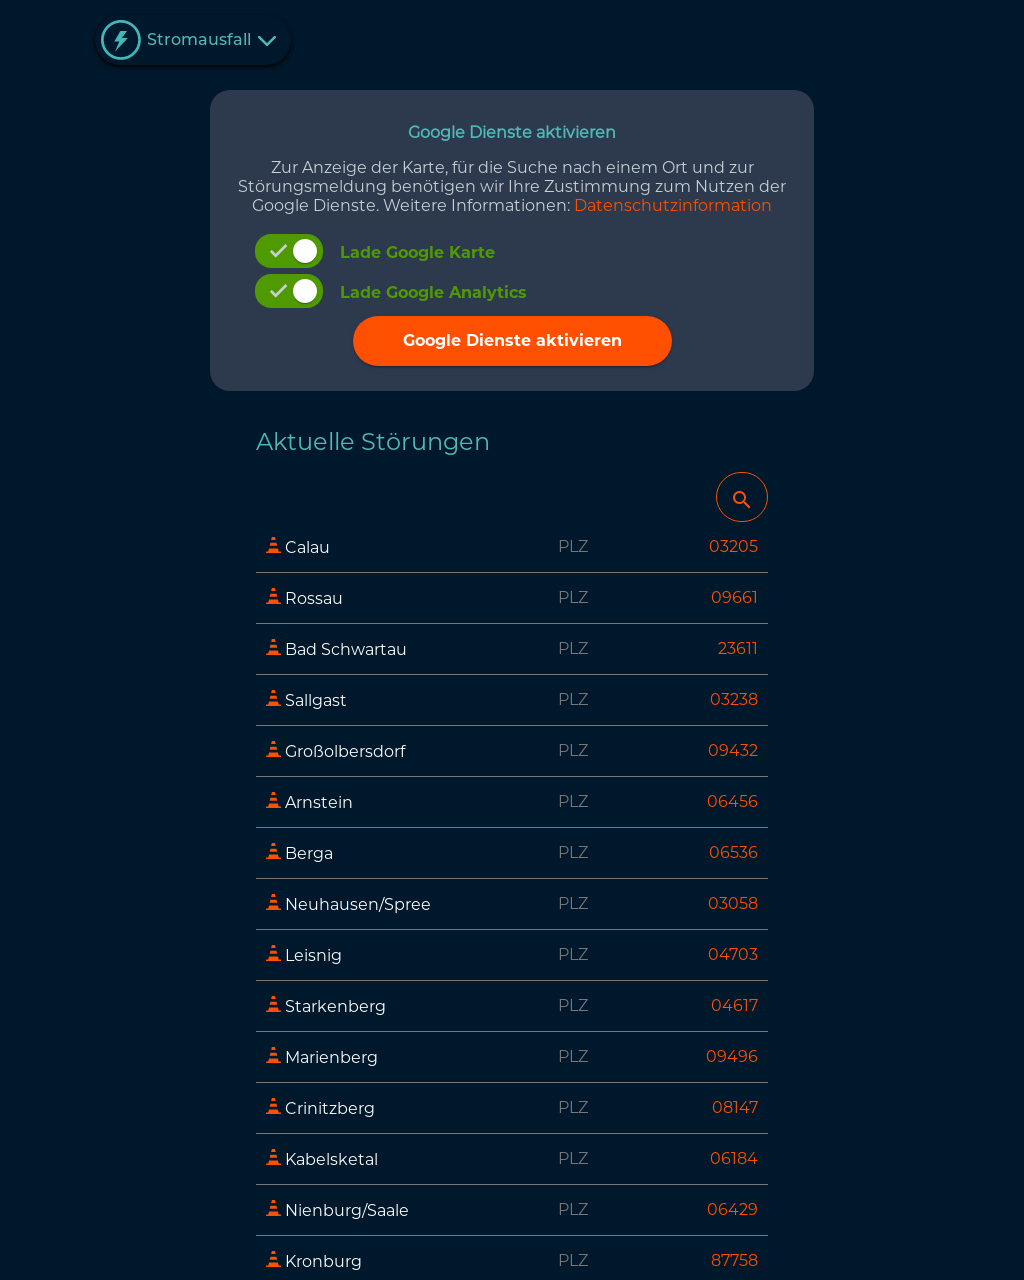 Stromausfall
Google Dienste aktivieren
Zur Anzeige der Karte, für die Suche nach einem Ort und zur
Störungsmeldung benötigen wir Ihre Zustimmung zum Nutzen der
Google Dienste. Weitere Informationen: Datenschutzinformation
Lade Google Karte
Lade Google Analytics
Google Dienste aktivieren
Aktuelle Störungen
Calau PLZ 03205
Rossau PLZ 09661
Bad Schwartau PLZ 23611
Sallgast PLZ 03238
Großolbersdorf PLZ 09432
Arnstein PLZ 06456
Berga PLZ 06536
Neuhausen/Spree PLZ 03058
Leisnig PLZ 04703
Starkenberg PLZ 04617
Marienberg PLZ 09496
Crinitzberg PLZ 08147
Kabelsketal PLZ 06184
Nienburg/Saale PLZ 06429
Kronburg PLZ 87758